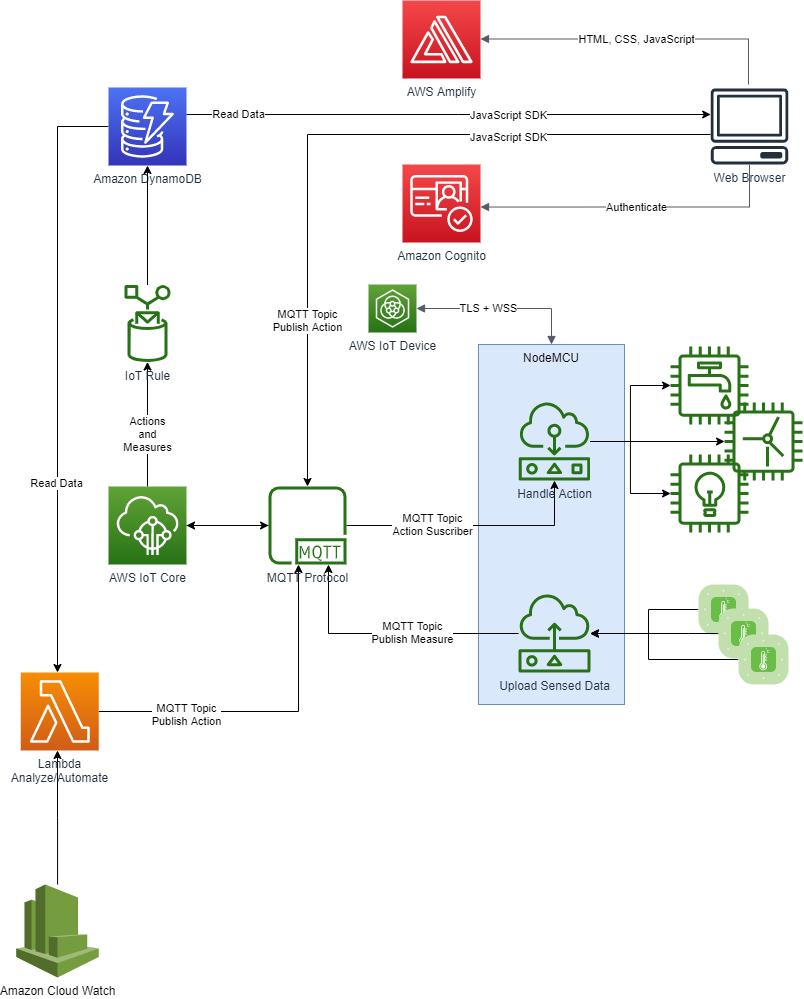 HTML, CSS, JavaScript
AWS Amplify
Read Data
JavaScript SDK
JavaScript SDK
Amazon DynamoDB
Web Browser
Authenticate
Amazon Cognito
MQTT Topic
Publish Action
TLS + WSS
AWS IoT Device
NodeMCU
IoT Rule
Actions
and
Measures
Read Data
Handle Action
MQTT Topic
Action Suscriber
MQTT
AWS IoT Core
MQTT Protocol
MQTT Topic
Publish Measure
Upload Sensed Data
MQTT Topic
Publish Action
Lambda
Analyze/Automate
Amazon Cloud Watch